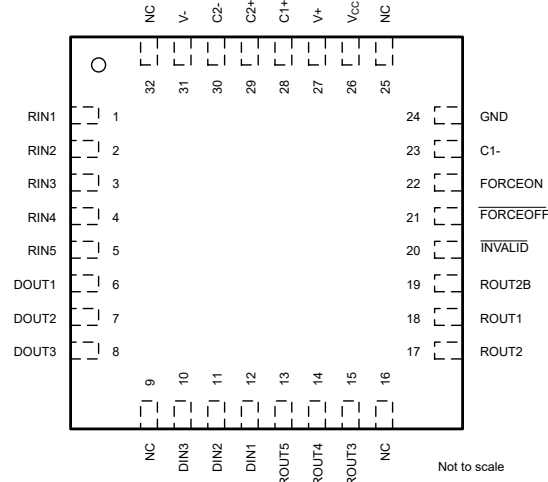 NC V- C2- C2+ C1+ V+ VCC NC
32 31 30 29 28 27 26 25
RIN1 1 24 GND
RIN2 2 23 C1-
RIN3 3 22 FORCEON
RIN4 4 21 FORCEOFF
RIN5 5 20 INVALID
DOUT1 6 19 ROUT2B
DOUT2 7 18 ROUT1
DOUT3 8 17 ROUT2
9 10 11 12 13 14 15 16
NC DIN3 DIN2 DIN1 ROUT5 ROUT4 ROUT3 NC
Not to scale